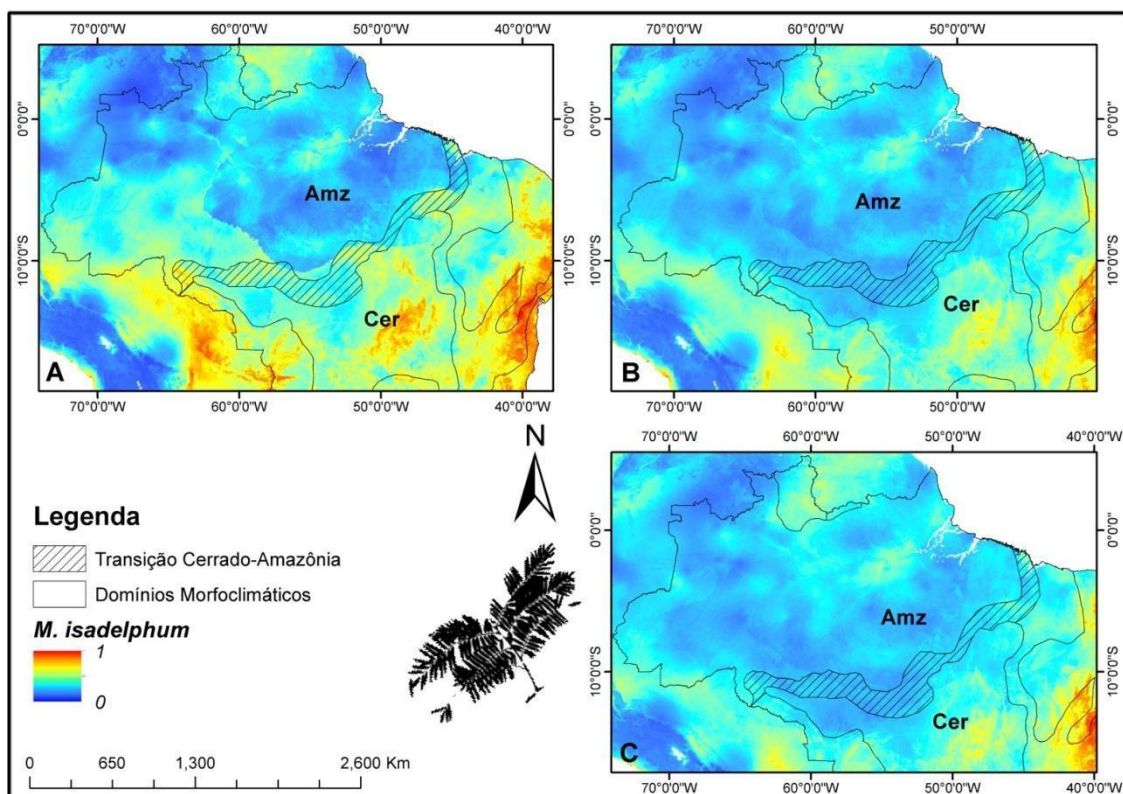 70°0'0"W 60°0'0"W 50°0'0"W 40°0'0"W
0°0'0"
10°0'0"S
Amz
Cer
A
70°0'0"W 60°0'0"W 50°0'0"W 40°0'0"W
70°0'0"W 60°0'0"W 50°0'0"W
0°0'0"
10°0'0"S
Amz
Cer
B
70°0'0"W 60°0'0"W 50°0'0"W
N
Legenda
Transição Cerrado-Amazônia
Domínios Morfoclimáticos
M. isadelphum
1
0
0 650 1,300 2,600 Km
70°0'0"W 60°0'0"W 50°0'0"W 40°0'0"W
0°0'0"
10°0'0"S
Amz
Cer
C
70°0'0"W 60°0'0"W 50°0'0"W 40°0'0"W